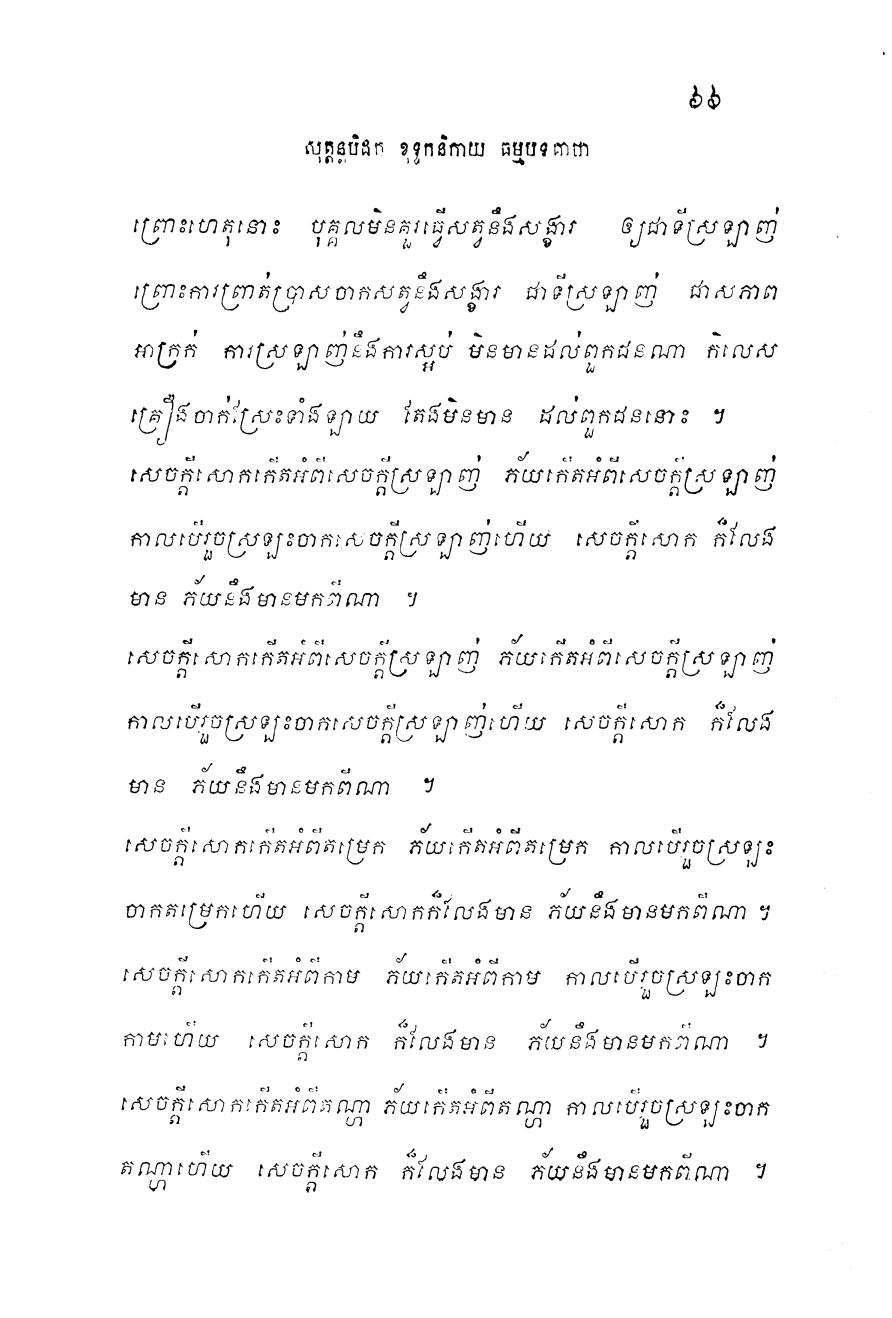 ៦៦
សុត្តន្តបិដក ខុទ្ទកនិកាយ ធម្មបទគាថា
ព្រោះហេតុនោះ បុគ្គលមិនគួរធ្វើសត្វនឹងសង្ខារ ឲ្យជាទីស្រឡាញ់
ព្រោះការព្រាត់ប្រាសចាកសត្វនឹងសង្ខារ ជាទីស្រឡាញ់ ជាសភាព
អាក្រក់ ការស្រឡាញ់នឹងការស្អប់ មិនមានដល់ពួកជនណា កិលេស
គ្រឿងចាក់ស្រែះទាំងឡាយ តែងមិនមាន ដល់ពួកជននោះ ។
សេចក្តីសោកកើតអំពីសេចក្តីស្រឡាញ់ ភ័យកើតអំពីសេចក្តីស្រឡាញ់
កាលបើរួចស្រឡះចាកសេចក្តីស្រឡាញ់ហើយ សេចក្តីសោក ក៏លែង
មាន ភ័យនឹងមានមកពីណា ។
សេចក្តីសោកកើតអំពីសេចក្តីស្រឡាញ់ ភ័យកើតអំពីសេចក្តីស្រឡាញ់
កាលបើរួចស្រឡះចាកសេចក្តីស្រឡាញ់ហើយ សេចក្តីសោក ក៏លែង
មាន ភ័យនឹងមានមកពីណា ។
សេចក្តីសោកកើតអំពីតម្រេក ភ័យកើតអំពីតម្រេក កាលបើរួចស្រឡះ
ចាកតម្រេកហើយ សេចក្តីសោកក៏លែងមាន ភ័យនឹងមានមកពីណា ។
សេចក្តីសោកកើតអំពីកាម ភ័យកើតអំពីកាម កាលបើរួចស្រឡះចាក
កាមហើយ សេចក្តីសោក ក៏លែងមាន ភ័យនឹងមានមកពីណា ។
សេចក្តីសោកកើតអំពីតណ្ហា ភ័យកើតអំពីតណ្ហា កាលបើរួចស្រឡះចាក
តណ្ហាហើយ សេចក្តីសោក ក៏លែងមាន ភ័យនឹងមានមកពីណា ។